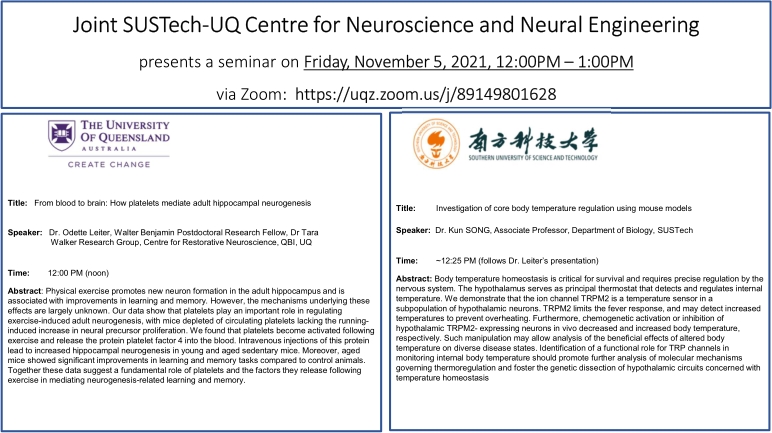 Joint SUSTech-UQ Centre for Neuroscience and Neural Engineering
presents a seminar on Friday, November 5, 2021, 12:00PM – 1:00PM
via Zoom: https://uqz.zoom.us/j/89149801628
THE UNIVERSITY
OF QUEENSLAND
AUSTRALIA
CREATE CHANGE
Title: From blood to brain: How platelets mediate adult hippocampal neurogenesis
Speaker: Dr. Odette Leiter, Walter Benjamin Postdoctoral Research Fellow, Dr Tara
Walker Research Group, Centre for Restorative Neuroscience, QBI, UQ
Time: 12:00 PM (noon)
Abstract: Physical exercise promotes new neuron formation in the adult hippocampus and is
associated with improvements in learning and memory. However, the mechanisms underlying these
effects are largely unknown. Our data show that platelets play an important role in regulating
exercise-induced adult neurogenesis, with mice depleted of circulating platelets lacking the running-
induced increase in neural precursor proliferation. We found that platelets become activated following
exercise and release the protein platelet factor 4 into the blood. Intravenous injections of this protein
lead to increased hippocampal neurogenesis in young and aged sedentary mice. Moreover, aged
mice showed significant improvements in learning and memory tasks compared to control animals.
Together these data suggest a fundamental role of platelets and the factors they release following
exercise in mediating neurogenesis-related learning and memory.
南方科技大学
SOUTHERN UNIVERSITY OF SCIENCE AND TECHNOLOGY
Title: Investigation of core body temperature regulation using mouse models
Speaker: Dr. Kun SONG, Associate Professor, Department of Biology, SUSTech
Time: ~12:25 PM (follows Dr. Leiter's presentation)
Abstract: Body temperature homeostasis is critical for survival and requires precise regulation by the
nervous system. The hypothalamus serves as principal thermostat that detects and regulates internal
temperature. We demonstrate that the ion channel TRPM2 is a temperature sensor in a
subpopulation of hypothalamic neurons. TRPM2 limits the fever response, and may detect increased
temperatures to prevent overheating. Furthermore, chemogenetic activation or inhibition of
hypothalamic TRPM2- expressing neurons in vivo decreased and increased body temperature,
respectively. Such manipulation may allow analysis of the beneficial effects of altered body
temperature on diverse disease states. Identification of a functional role for TRP channels in
monitoring internal body temperature should promote further analysis of molecular mechanisms
governing thermoregulation and foster the genetic dissection of hypothalamic circuits concerned with
temperature homeostasis